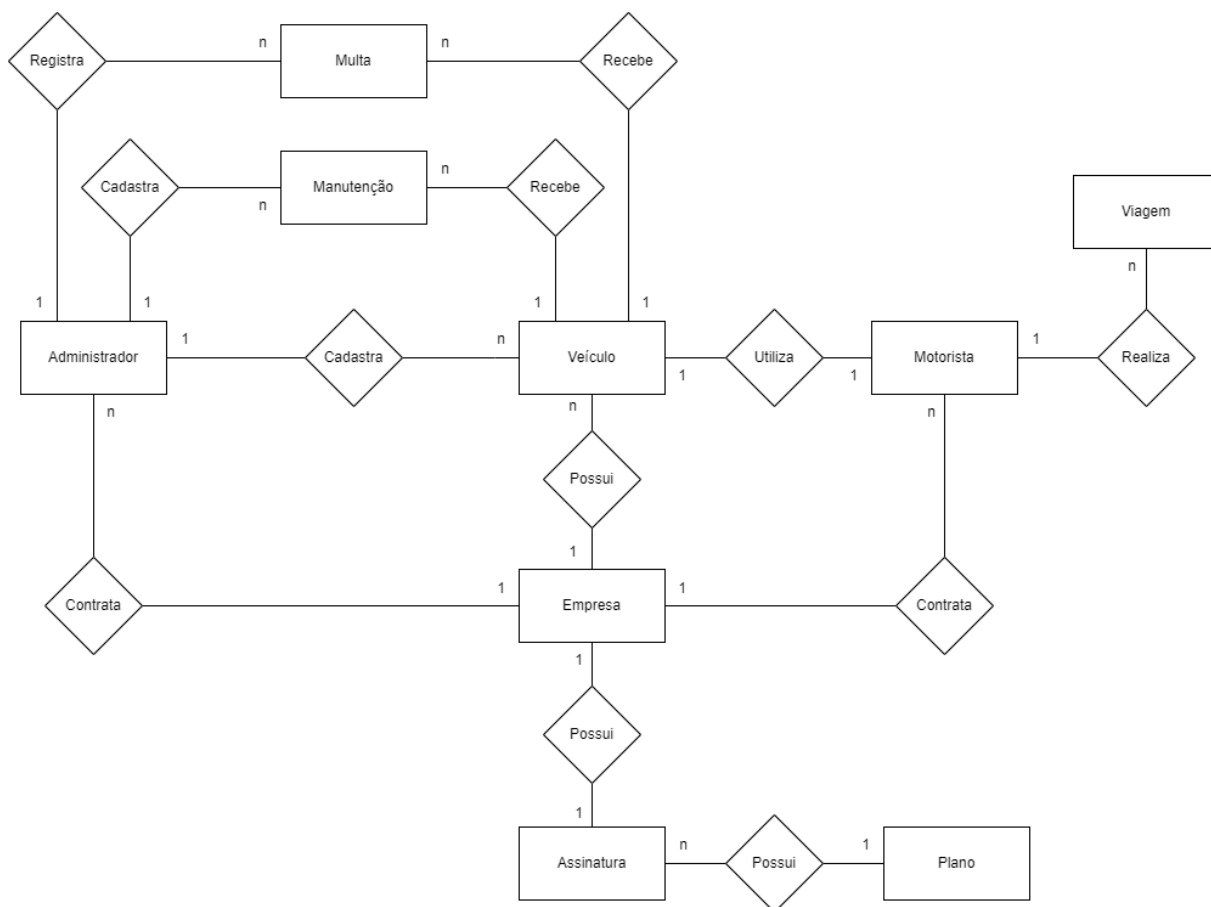 n
n
Registra
Multa
Recebe
Cadastra
n
Manutenção
n
Recebe
Viagem
n
1
1
1
1
n
Administrador
1
Cadastra
n
Veículo
1
Utiliza
1
Motorista
1
Realiza
n
n
n
Possui
1
Contrata
1
Empresa
1
Contrata
1
Possui
1
Assinatura
n
Possui
1
Plano